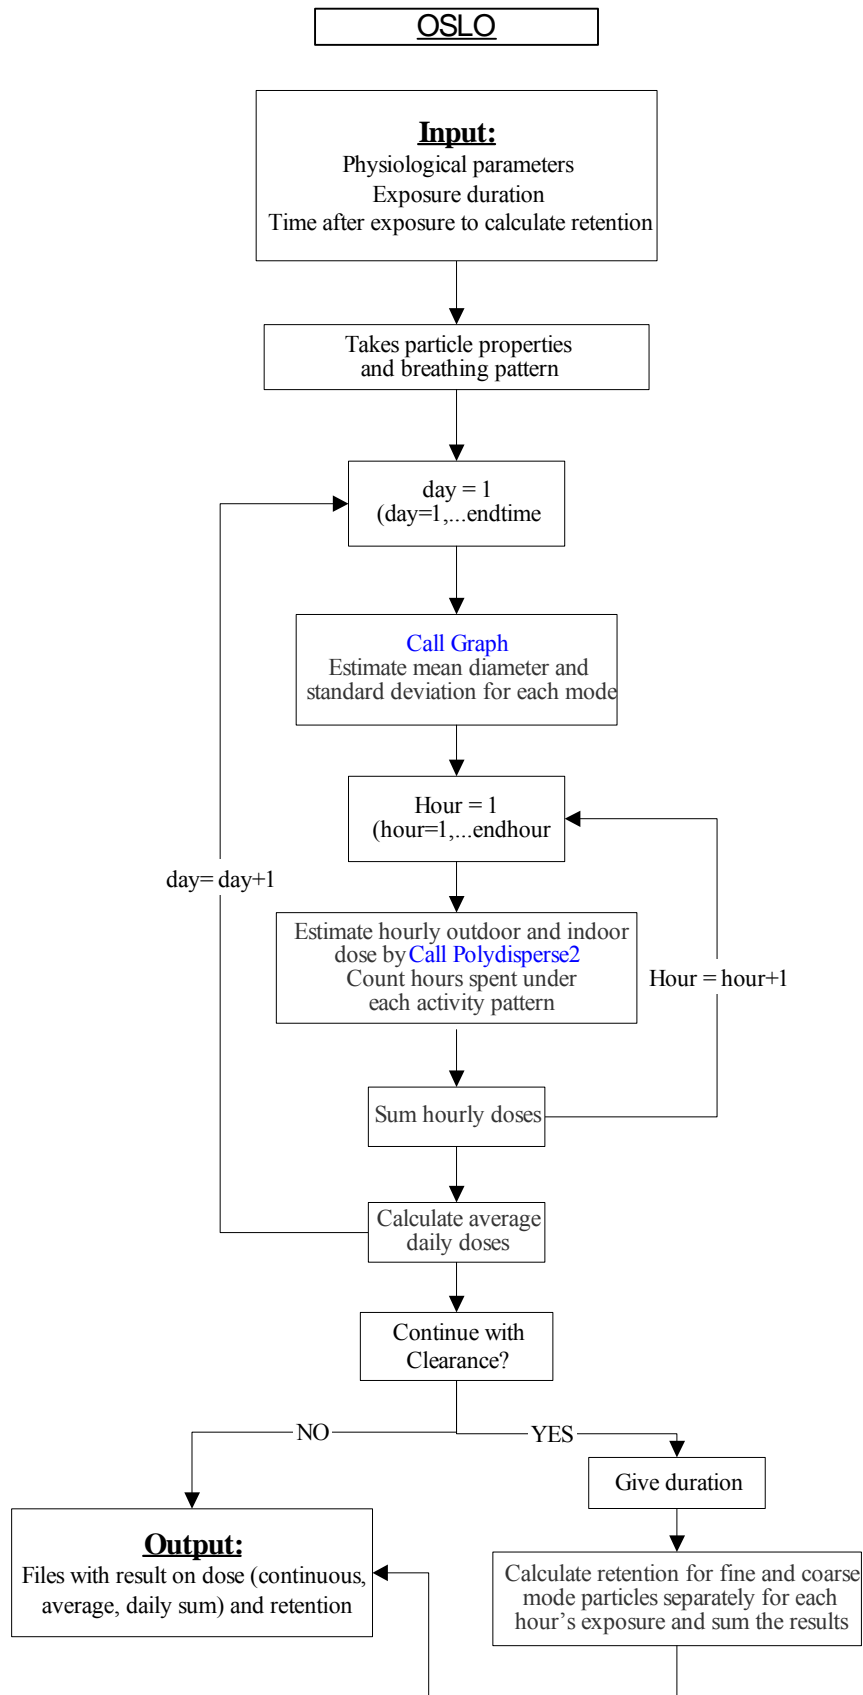 OSLO
Input:
Physiological parameters
Exposure duration
Time after exposure to calculate retention
Takes particle properties
and breathing pattern
day = 1
(day=1,...endtime
Call Graph
Estimate mean diameter and
standard deviation for each mode
Hour = 1
(hour=1,...endhour
day= day+1
Estimate hourly outdoor and indoor
dose by Call Polydisperse2
Count hours spent under
each activity pattern
Hour = hour+1
Sum hourly doses
Calculate average
daily doses
Continue with
Clearance?
NO
YES
Give duration
Output:
Files with result on dose (continuous,
average, daily sum) and retention
Calculate retention for fine and coarse
mode particles separately for each
hour's exposure and sum the results